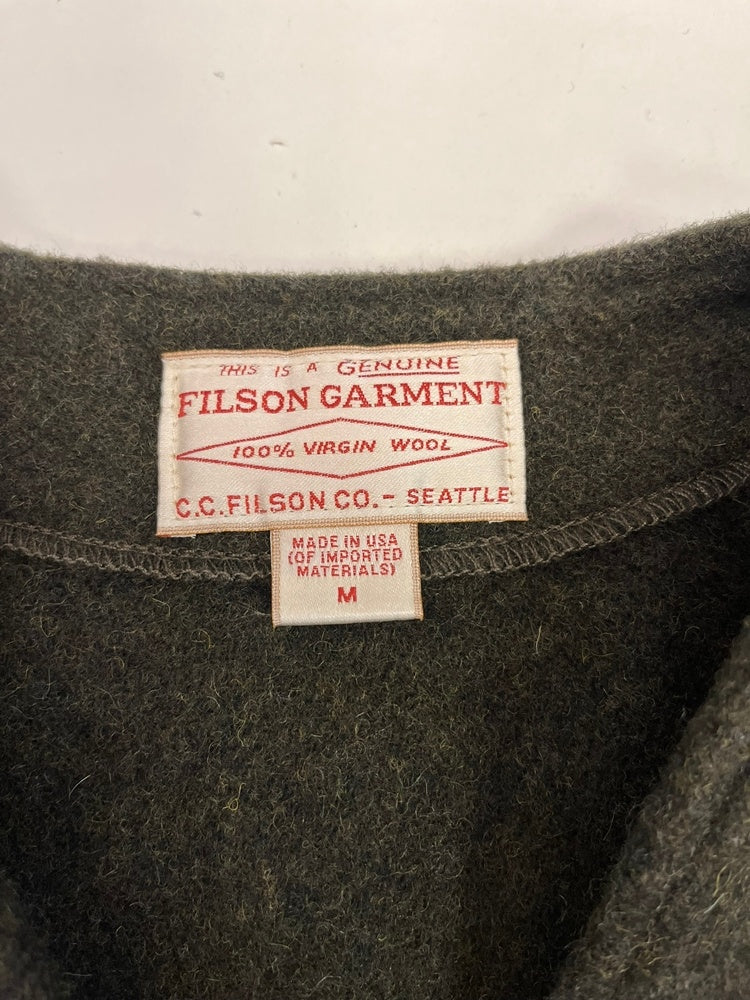 THIS IS A GENUINE
FILSON GARMENT
100% VIRGIN WOOL
C.C. FILSON CO. - SEATTLE
MADE IN USA
(OF IMPORTED
MATERIALS)
M